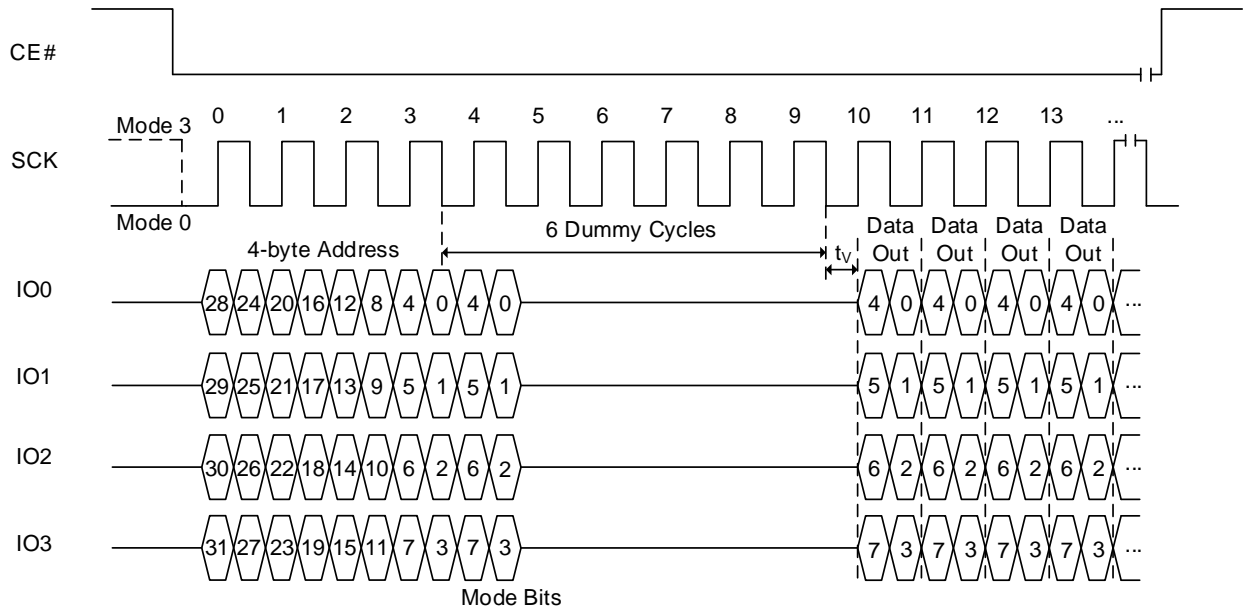 CE#
0 1 2 3 4 5 6 7 8 9 10 11 12 13 ...
Mode 3
SCK
Mode 0
4-byte Address
6 Dummy Cycles
tV
Data Out
Data Out
Data Out
Data Out
IO0 28 24 20 16 12 8 4 0 4 0 4 0 4 0 4 0 4 0 ...
IO1 29 25 21 17 13 9 5 1 5 1 5 1 5 1 5 1 5 1 ...
IO2 30 26 22 18 14 10 6 2 6 2 6 2 6 2 6 2 6 2 ...
IO3 31 27 23 19 15 11 7 3 7 3 7 3 7 3 7 3 7 3 ...
Mode Bits